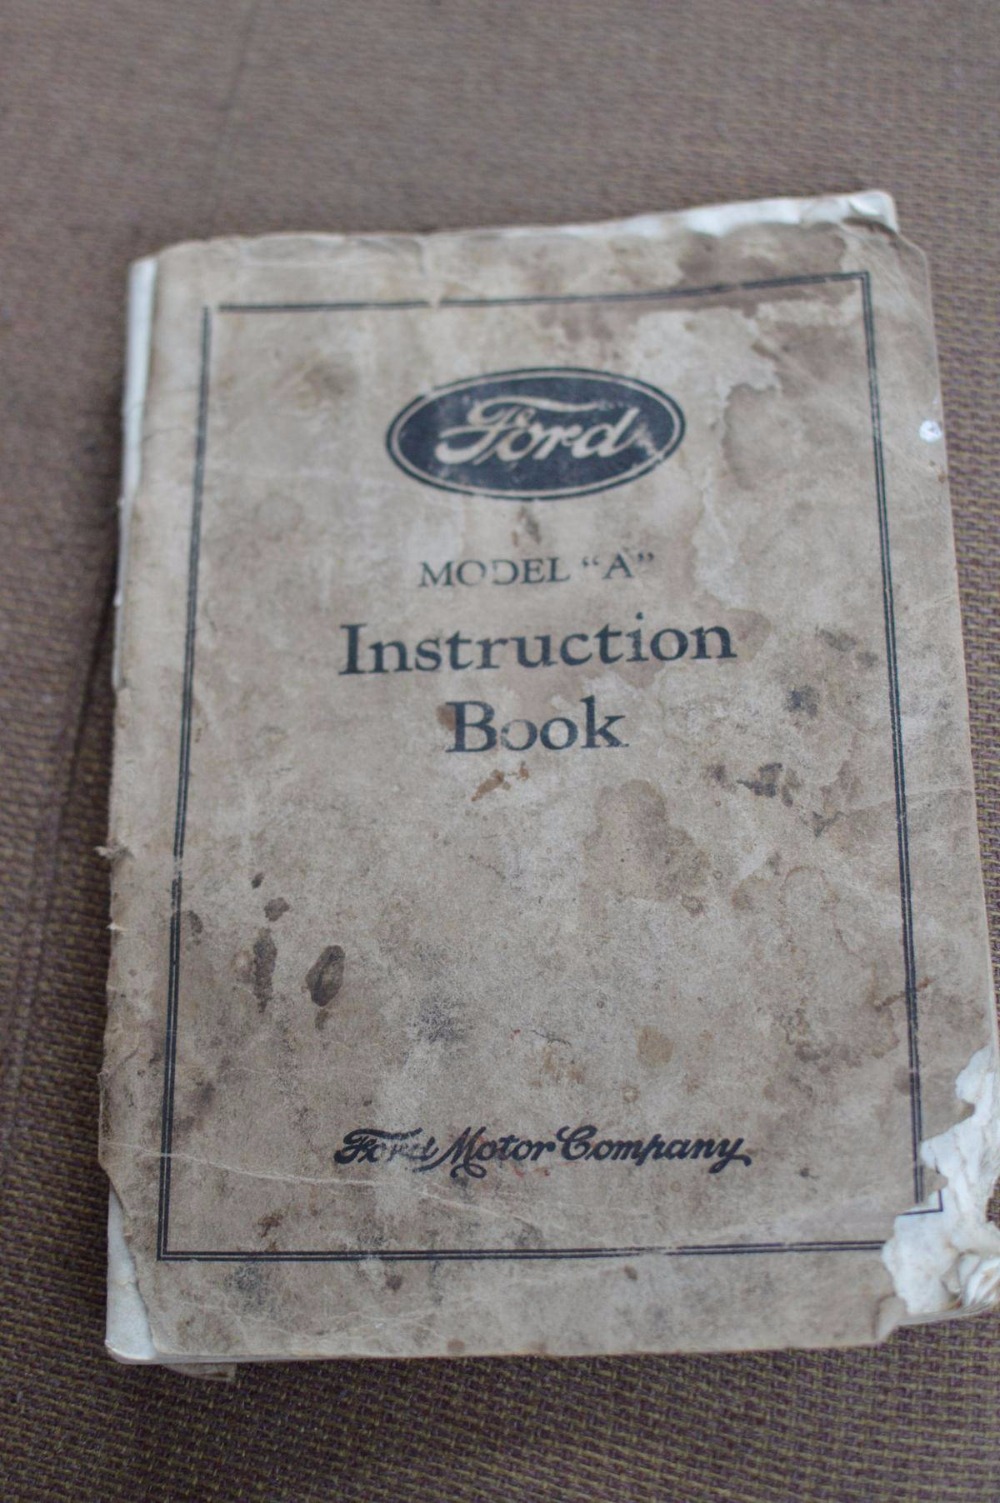 Ford
MODEL “A”
Instruction
Book
Ford Motor Company